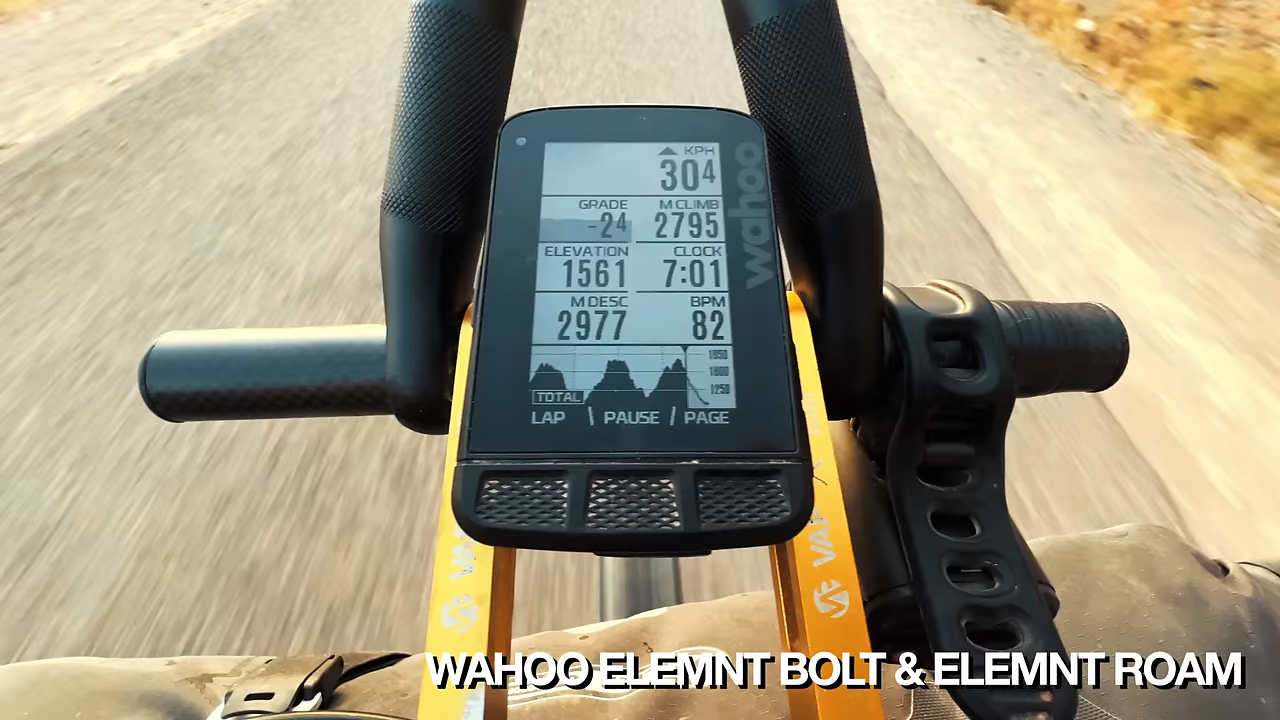 KPH
304
wahoo
GRADE M CLIMB
-24 2795
ELEVATION CLOCK
1561 7:01
M DESC BPM
2977 82
1250
TOTAL
LAP PAUSE PAGE
WAHOO ELEMNT BOLT & ELEMNT ROAM